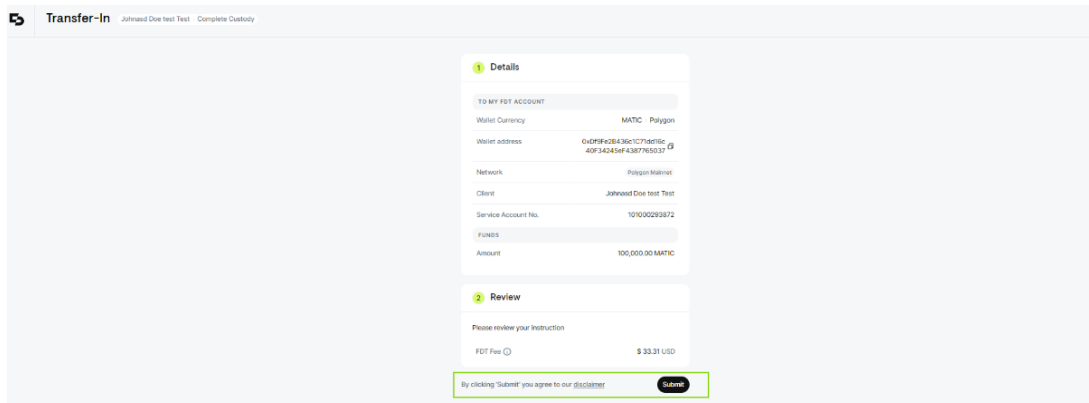 Transfer-In Johnasd Doe test Test Complete Custody
1 Details
TO MY FDT ACCOUNT
Wallet Currency MATIC Polygon
Wallet address 0xDf9Fe2B436c1C71dd16c
40F34245eF4387765037
Network Polygon Mainnet
Client Johnasd Doe test Test
Service Account No. 101000293872
FUNDS
Amount 100,000.00 MATIC
2 Review
Please review your instruction
FDT Fee $ 33.31 USD
By clicking 'Submit' you agree to our disclaimer Submit